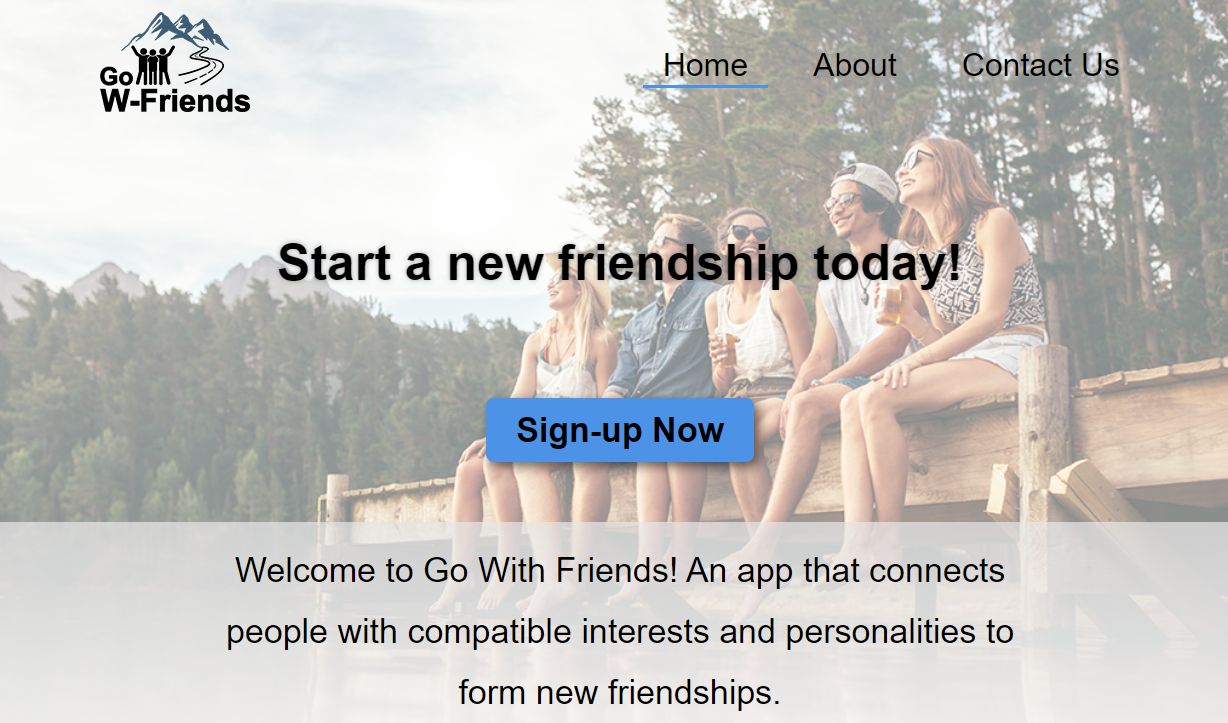 Go
W-Friends
Home About Contact Us
Start a new friendship today!
Sign-up Now
Welcome to Go With Friends! An app that connects
people with compatible interests and personalities to
form new friendships.